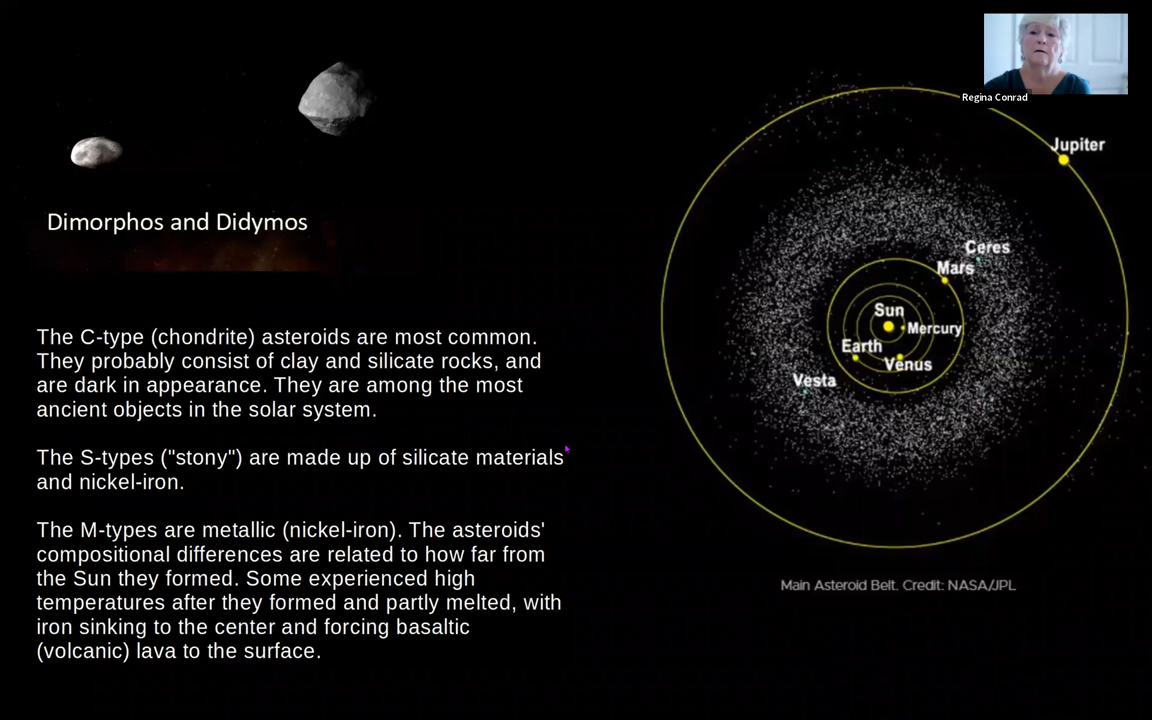 Regina Conrad
Dimorphos and Didymos
The C-type (chondrite) asteroids are most common.
They probably consist of clay and silicate rocks, and
are dark in appearance. They are among the most
ancient objects in the solar system.
The S-types ("stony") are made up of silicate materials
and nickel-iron.
The M-types are metallic (nickel-iron). The asteroids'
compositional differences are related to how far from
the Sun they formed. Some experienced high
temperatures after they formed and partly melted, with
iron sinking to the center and forcing basaltic
(volcanic) lava to the surface.
Jupiter
Ceres
Mars
Sun
Mercury
Earth
Venus
Vesta
Main Asteroid Belt. Credit: NASA/JPL